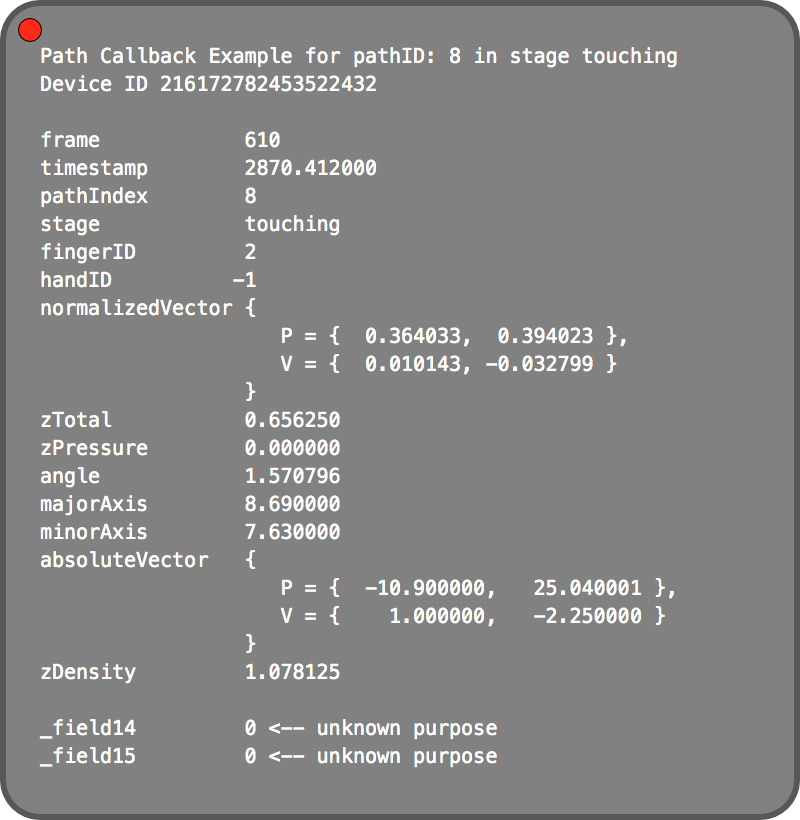 Path Callback Example for pathID: 8 in stage touching
Device ID 216172782453522432
frame 610
timestamp 2870.412000
pathIndex 8
stage touching
fingerID 2
handID -1
normalizedVector {
P = { 0.364033, 0.394023 },
V = { 0.010143, -0.032799 }
}
zTotal 0.656250
zPressure 0.000000
angle 1.570796
majorAxis 8.690000
minorAxis 7.630000
absoluteVector {
P = { -10.900000, 25.040001 },
V = { 1.000000, -2.250000 }
}
zDensity 1.078125
_field14 0 <-- unknown purpose
_field15 0 <-- unknown purpose